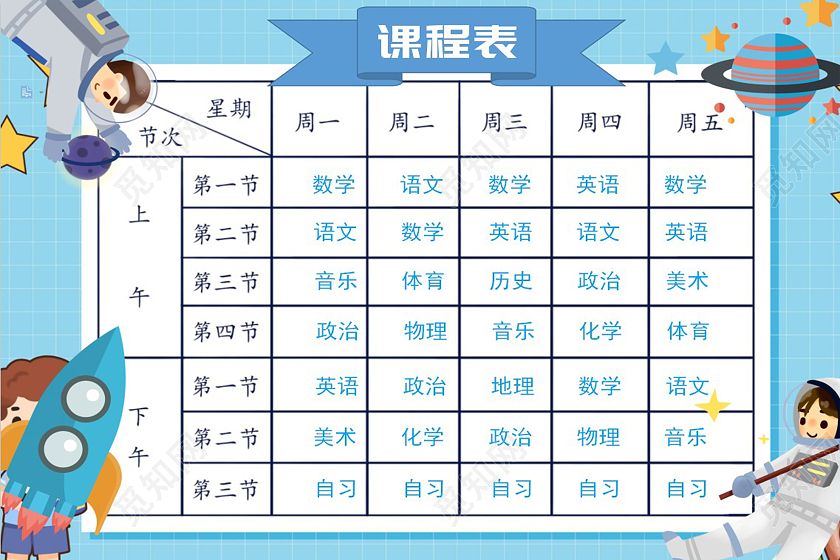 课程表
星期 节次 周一 周二 周三 周四 周五
上午
第一节 数学 语文 数学 英语 数学
第二节 语文 数学 英语 语文 英语
第三节 音乐 体育 历史 政治 美术
第四节 政治 物理 音乐 化学 体育
下午
第一节 英语 政治 地理 数学 语文
第二节 美术 化学 政治 物理 音乐
第三节 自习 自习 自习 自习 自习
觅知网